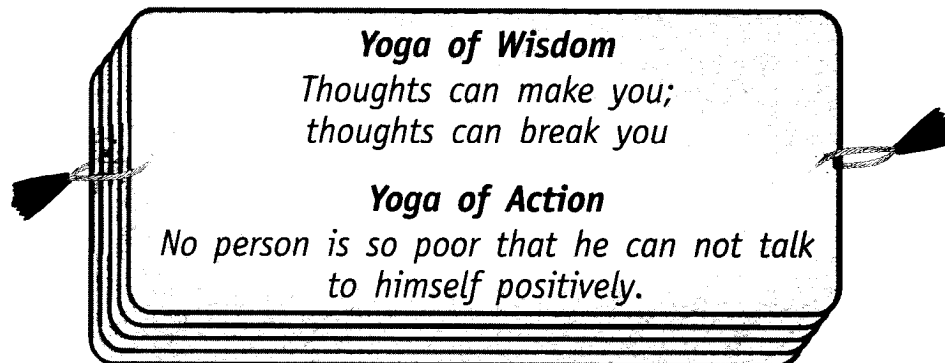 Yoga of Wisdom
Thoughts can make you;
thoughts can break you
Yoga of Action
No person is so poor that he can not talk
to himself positively.